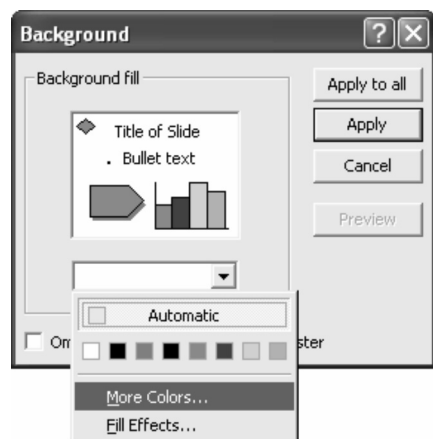 Background
Background fill
Apply to all
Title of Slide
Apply
. Bullet text
Cancel
Preview
Automatic
ster
More Colors...
Fill Effects...